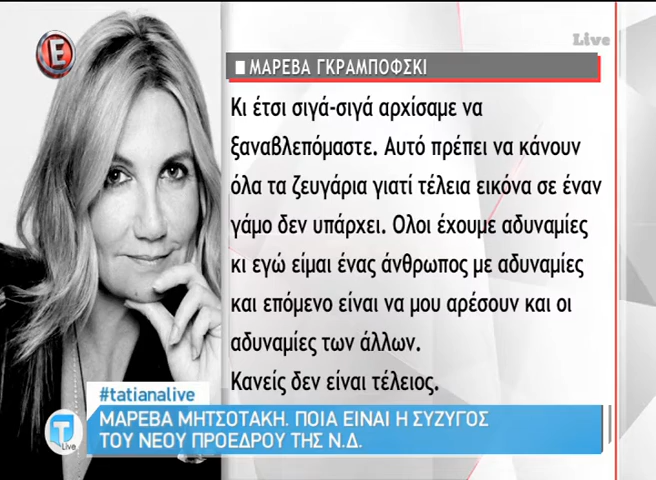 E
Live
ΜΑΡΕΒΑ ΓΚΡΑΜΠΟΦΣΚΙ
Κι έτσι σιγά-σιγά αρχίσαμε να
ξαναβλεπόμαστε. Αυτό πρέπει να κάνουν
όλα τα ζευγάρια γιατί τέλεια εικόνα σε έναν
γάμο δεν υπάρχει. Ολοι έχουμε αδυναμίες
κι εγώ είμαι ένας άνθρωπος με αδυναμίες
και επόμενο είναι να μου αρέσουν και οι
αδυναμίες των άλλων.
Κανείς δεν είναι τέλειος.
#tatianalive
ΜΑΡΕΒΑ ΜΗΤΣΟΤΑΚΗ. ΠΟΙΑ ΕΙΝΑΙ Η ΣΥΖΥΓΟΣ
ΤΟΥ ΝΕΟΥ ΠΡΟΕΔΡΟΥ ΤΗΣ Ν.Δ.
T
Live